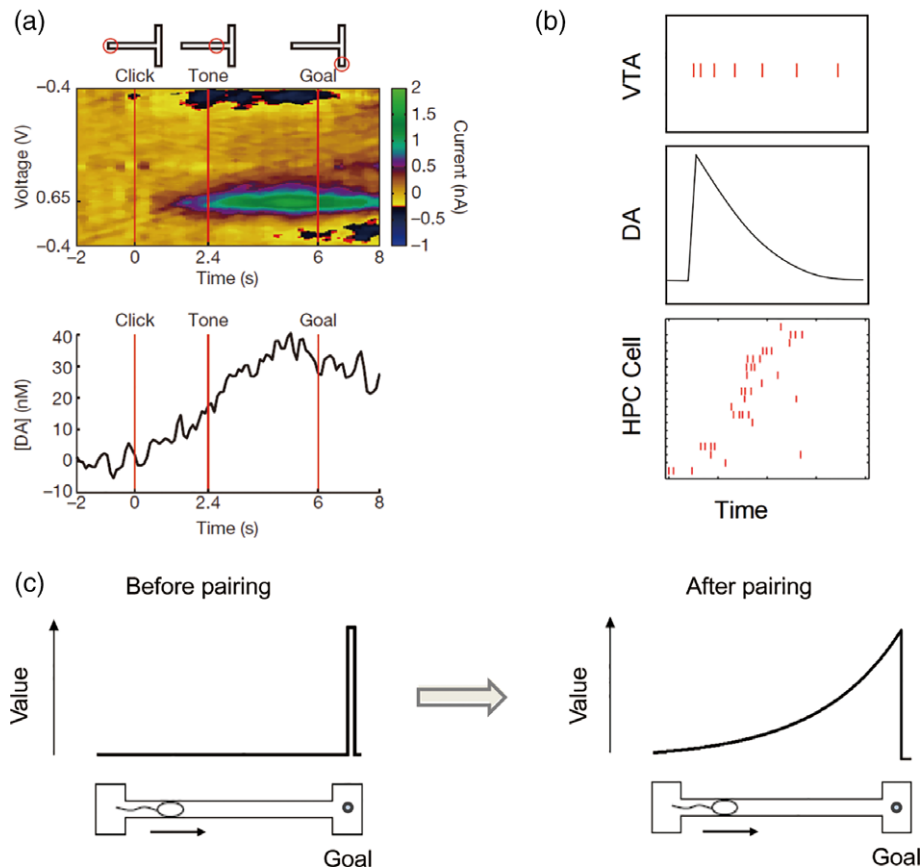 (a)
Click Tone Goal
−0.4
Voltage (V)
0.65
−0.4
−2 0 2.4 6 8
Time (s)
2
1.5
1
0.5
0
−0.5
−1
Current (nA)
Click Tone Goal
40
30
20
10
0
−10
[DA] (nM)
−2 0 2.4 6 8
Time (s)
(b)
VTA
DA
HPC Cell
Time
(c)
Before pairing
Value
Goal
After pairing
Value
Goal